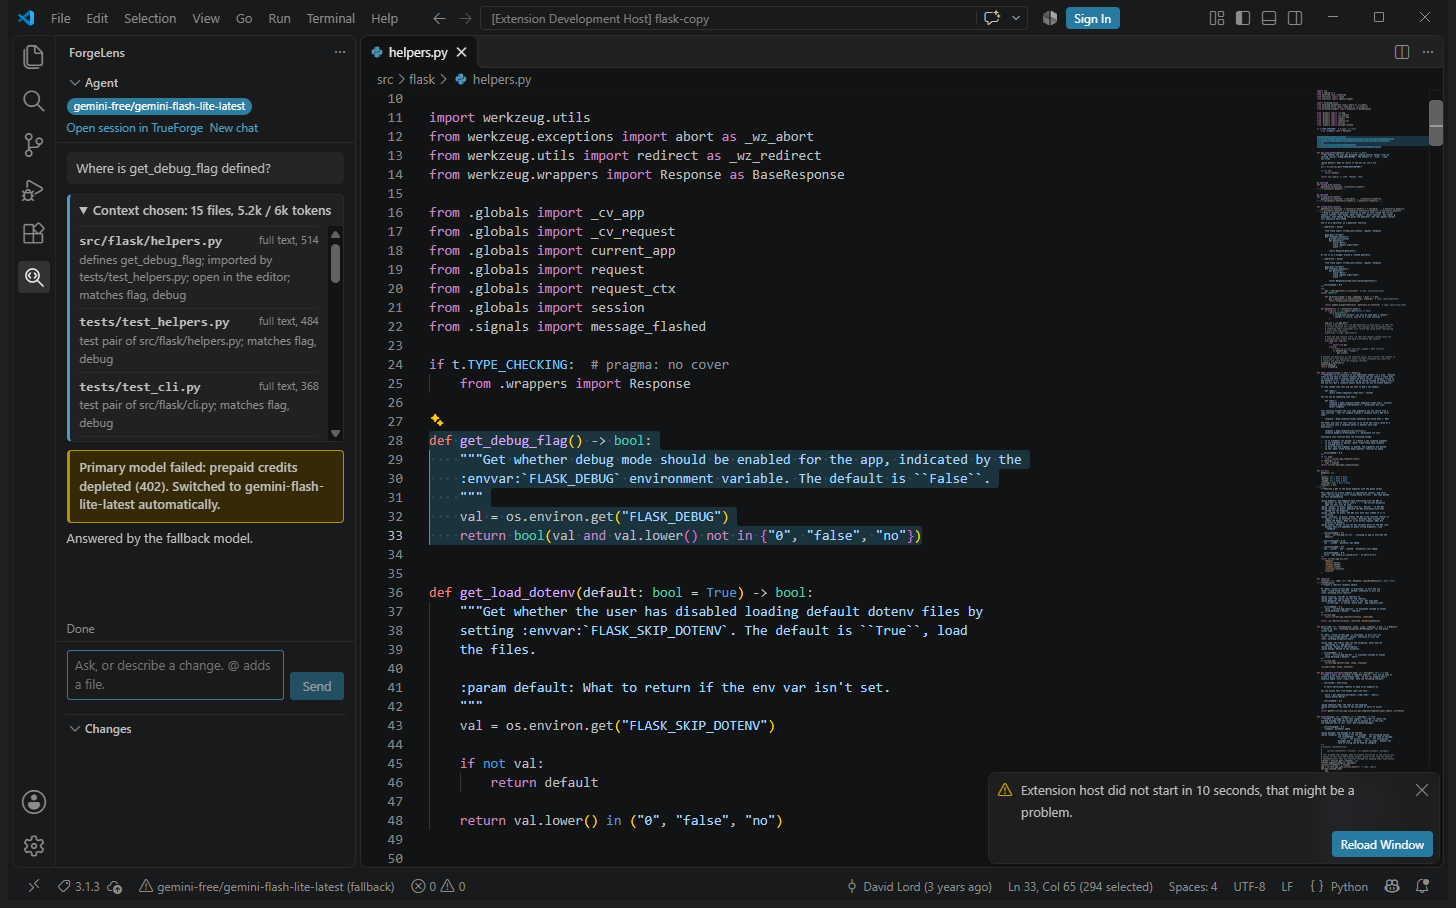 File Edit Selection View Go Run Terminal Help
[Extension Development Host] flask-copy
Sign In
ForgeLens
Agent
gemini-free/gemini-flash-lite-latest
Open session in TrueForge New chat
Where is get_debug_flag defined?
▼ Context chosen: 15 files, 5.2k / 6k tokens
src/flask/helpers.py full text, 514
defines get_debug_flag; imported by
tests/test_helpers.py; open in the editor;
matches flag, debug
tests/test_helpers.py full text, 484
test pair of src/flask/helpers.py; matches flag,
debug
tests/test_cli.py full text, 368
test pair of src/flask/cli.py; matches flag,
debug
Primary model failed: prepaid credits
depleted (402). Switched to gemini-flash-
lite-latest automatically.
Answered by the fallback model.
Done
Ask, or describe a change. @ adds
a file.
Send
Changes
helpers.py
src > flask > helpers.py
10
11 import werkzeug.utils
12 from werkzeug.exceptions import abort as _wz_abort
13 from werkzeug.utils import redirect as _wz_redirect
14 from werkzeug.wrappers import Response as BaseResponse
15
16 from .globals import _cv_app
17 from .globals import _cv_request
18 from .globals import current_app
19 from .globals import request
20 from .globals import request_ctx
21 from .globals import session
22 from .signals import message_flashed
23
24 if t.TYPE_CHECKING:  # pragma: no cover
25     from .wrappers import Response
26
27
28 def get_debug_flag() -> bool:
29     """Get whether debug mode should be enabled for the app, indicated by the
30     :envvar:`FLASK_DEBUG` environment variable. The default is ``False``.
31     """
32     val = os.environ.get("FLASK_DEBUG")
33     return bool(val and val.lower() not in {"0", "false", "no"})
34
35
36 def get_load_dotenv(default: bool = True) -> bool:
37     """Get whether the user has disabled loading default dotenv files by
38     setting :envvar:`FLASK_SKIP_DOTENV`. The default is ``True``, load
39     the files.
40
41     :param default: What to return if the env var isn't set.
42     """
43     val = os.environ.get("FLASK_SKIP_DOTENV")
44
45     if not val:
46         return default
47
48     return val.lower() in ("0", "false", "no")
49
50
Extension host did not start in 10 seconds, that might be a
problem.
Reload Window
3.1.3 gemini-free/gemini-flash-lite-latest (fallback) 0 0 David Lord (3 years ago) Ln 33, Col 65 (294 selected) Spaces: 4 UTF-8 LF { } Python